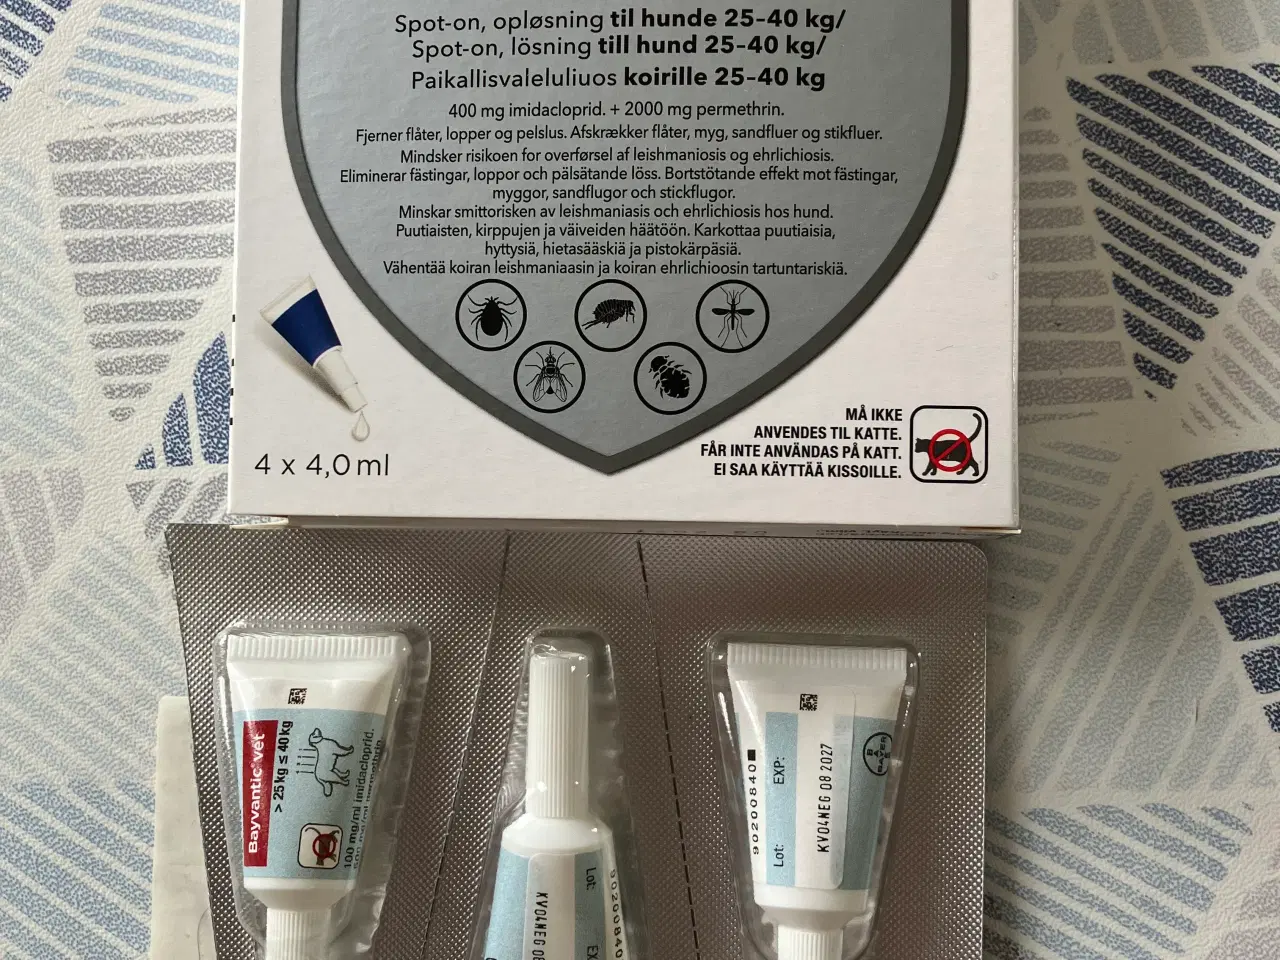 Spot-on, opløsning til hunde 25–40 kg/
Spot-on, lösning till hund 25–40 kg/
Paikallisvaleluliuos koirille 25–40 kg
400 mg imidacloprid. + 2000 mg permethrin.
Fjerner flåter, lopper og pelslus. Afskrækker flåter, myg, sandfluer og stikfluer.
Mindsker risikoen for overførsel af leishmaniosis og ehrlichiosis.
Eliminerar fästingar, loppor och pälsätande löss. Bortstötande effekt mot fästingar,
myggor, sandflugor och stickflugor.
Minskar smittorisken av leishmaniasis och ehrlichiosis hos hund.
Puutiaisten, kirppujen ja väiveiden häätöön. Karkottaa puutiaisia,
hyttysiä, hietasääskiä ja pistokärpäsiä.
Vähentää koiran leishmaniaasin ja koiran ehrlichioosin tartuntariskiä.
MÅ IKKE
ANVENDES TIL KATTE.
FÅR INTE ANVÄNDAS PÅ KATT.
EI SAA KÄYTTÄÄ KISSOILLE.
4 x 4,0 ml
Bayvantic vet
> 25 kg ≤ 40 kg
100 mg/ml imidacloprid.
KV04NEG 08
Lot:
EX
90200840
90200840
Lot: EXP:
KV04NEG 08 2027
BAYER